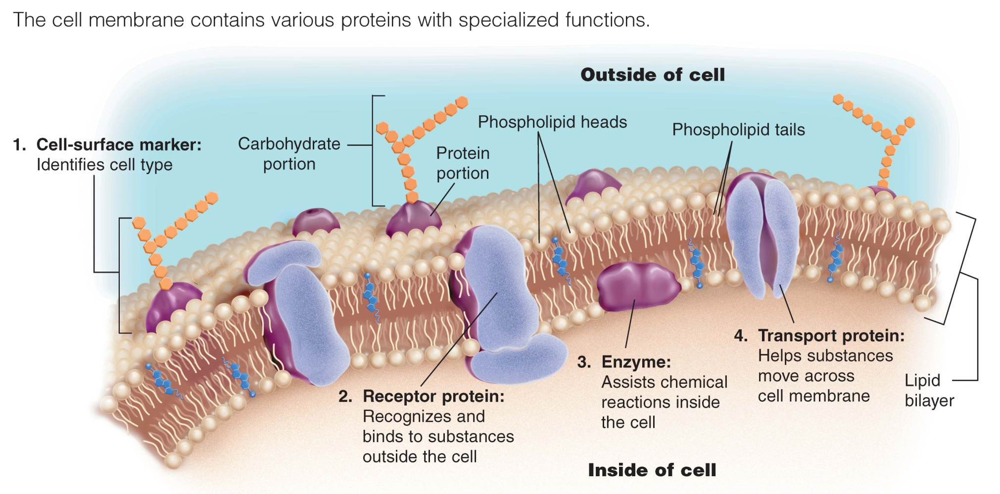 The cell membrane contains various proteins with specialized functions.
Outside of cell
1. Cell-surface marker:
Identifies cell type
Carbohydrate
portion
Protein
portion
Phospholipid heads
Phospholipid tails
2. Receptor protein:
Recognizes and
binds to substances
outside the cell
3. Enzyme:
Assists chemical
reactions inside
the cell
4. Transport protein:
Helps substances
move across
cell membrane
Lipid
bilayer
Inside of cell